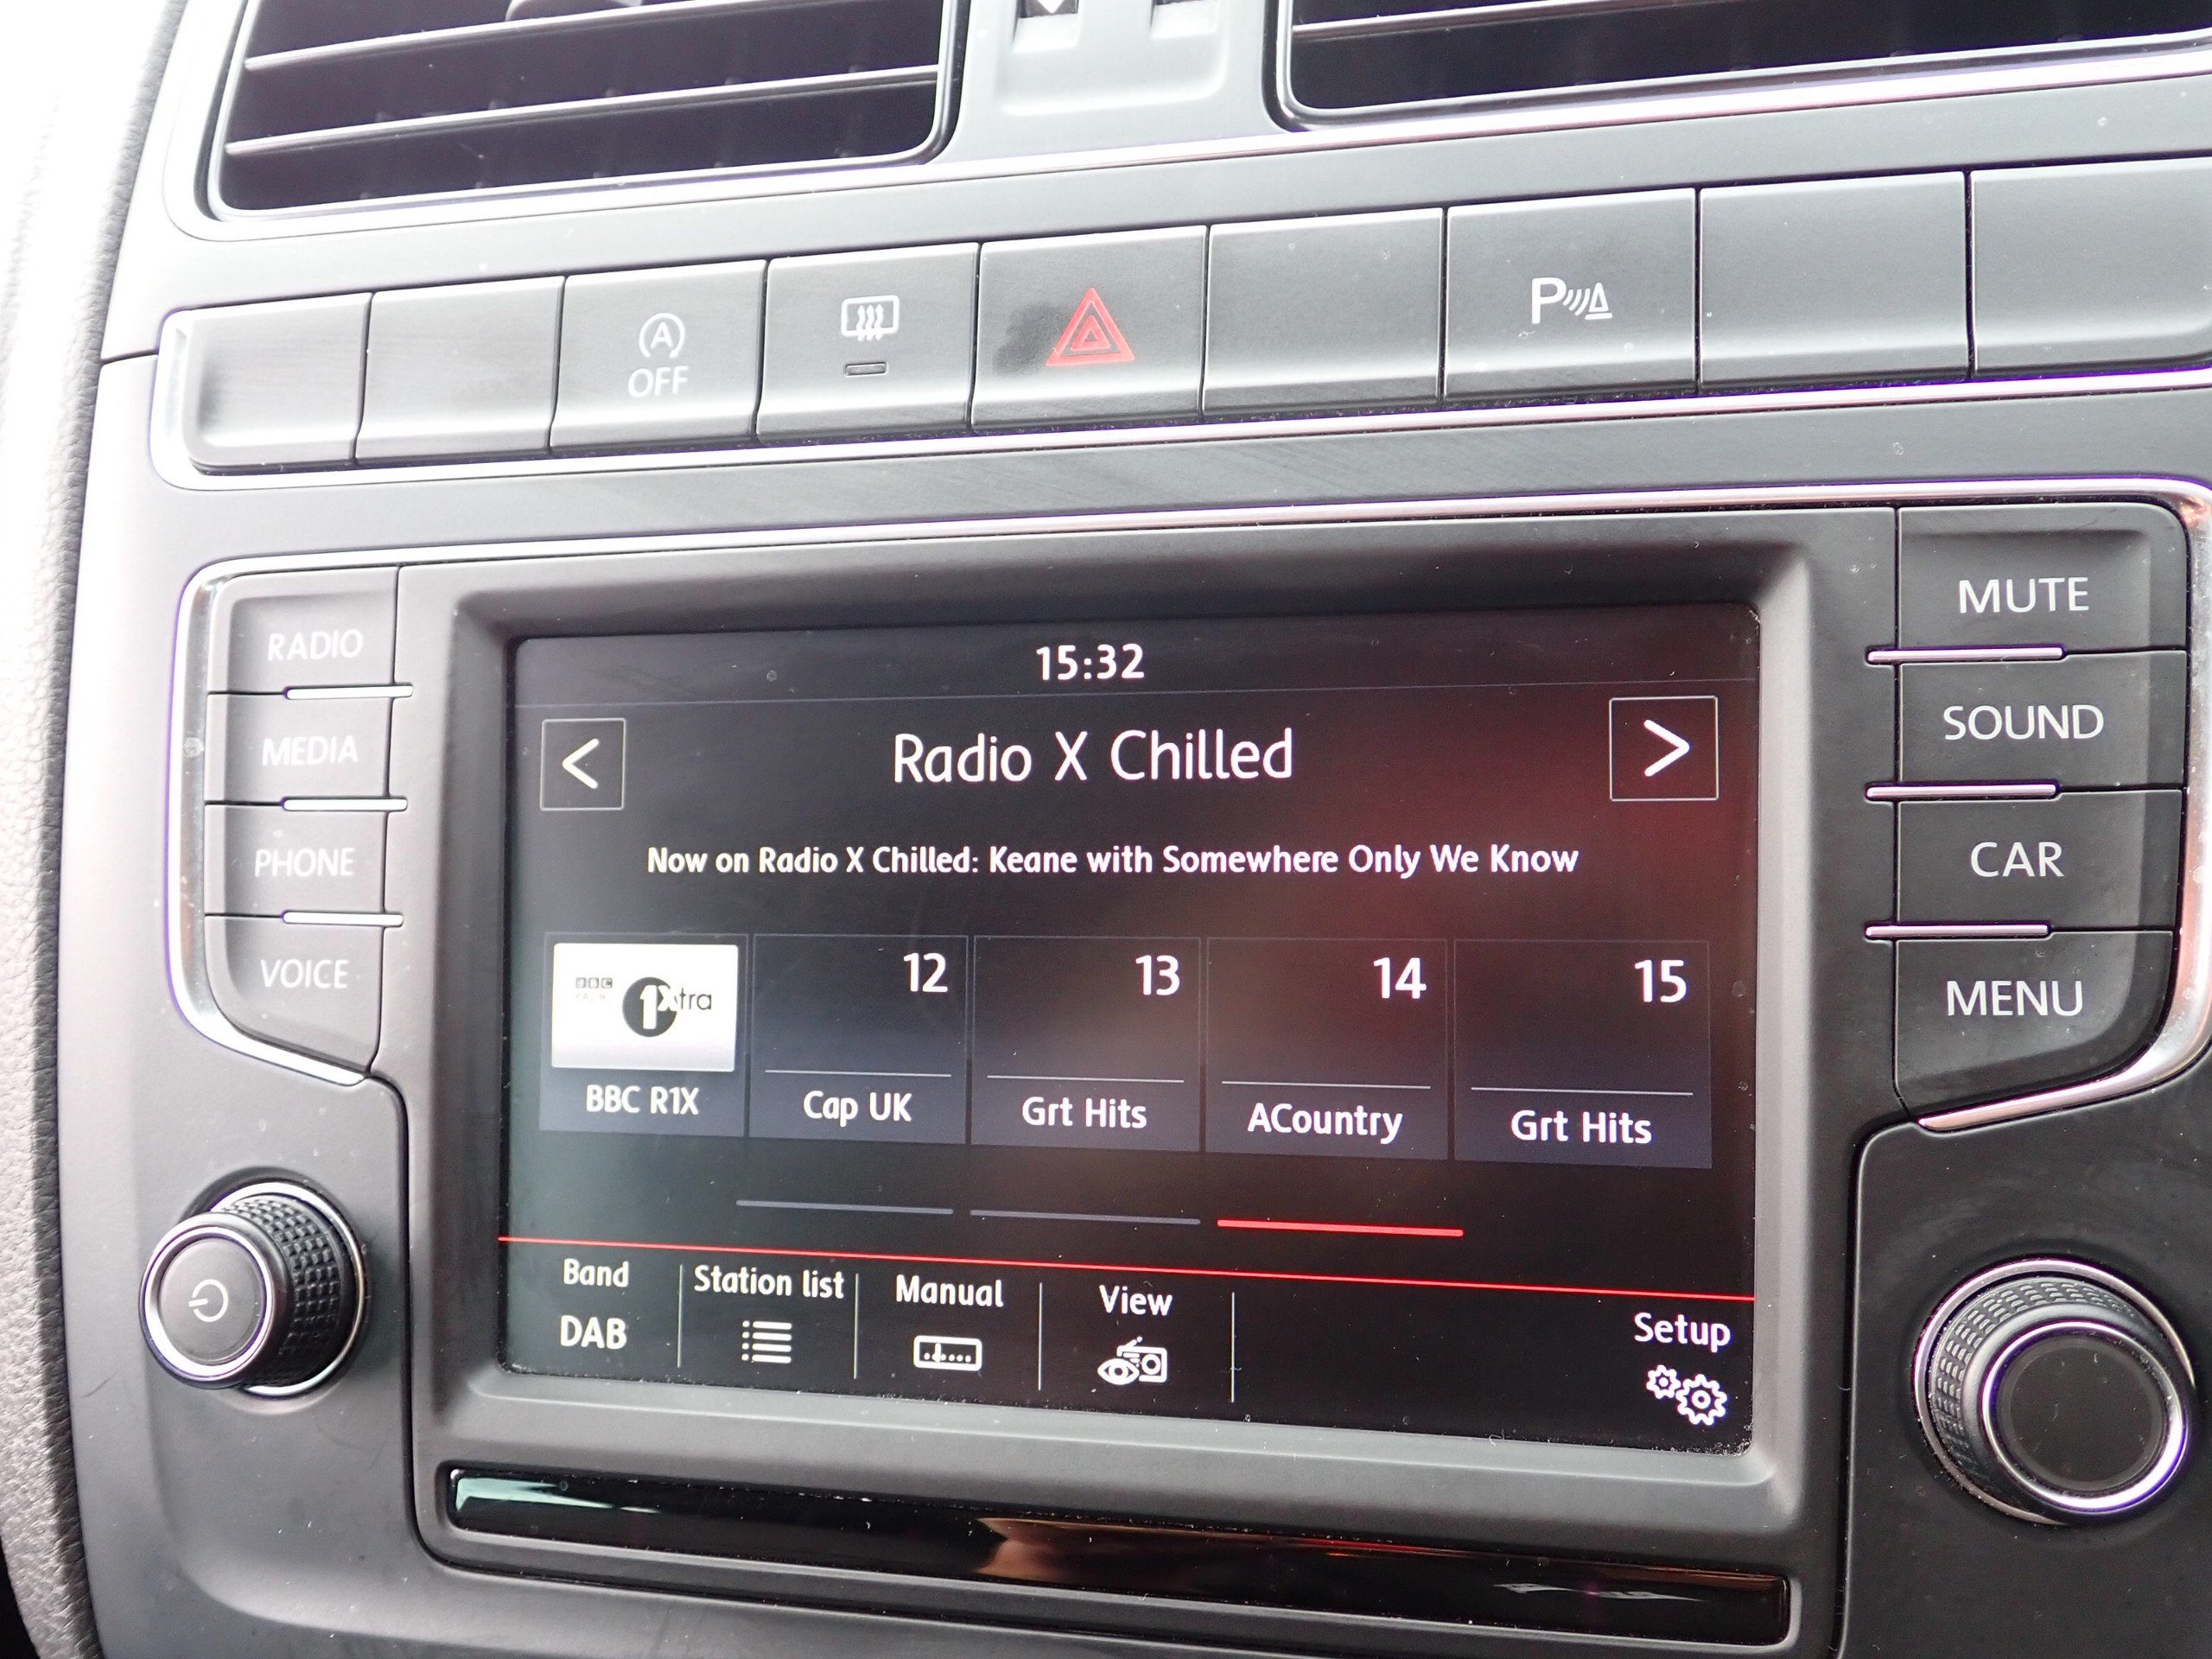 A
OFF
P
RADIO
MEDIA
PHONE
VOICE
15:32
<
Radio X Chilled
>
Now on Radio X Chilled: Keane with Somewhere Only We Know
BBC
RADIO
1Xtra
BBC R1X
12
Cap UK
13
Grt Hits
14
ACountry
15
Grt Hits
Band
DAB
Station list
Manual
View
Setup
MUTE
SOUND
CAR
MENU